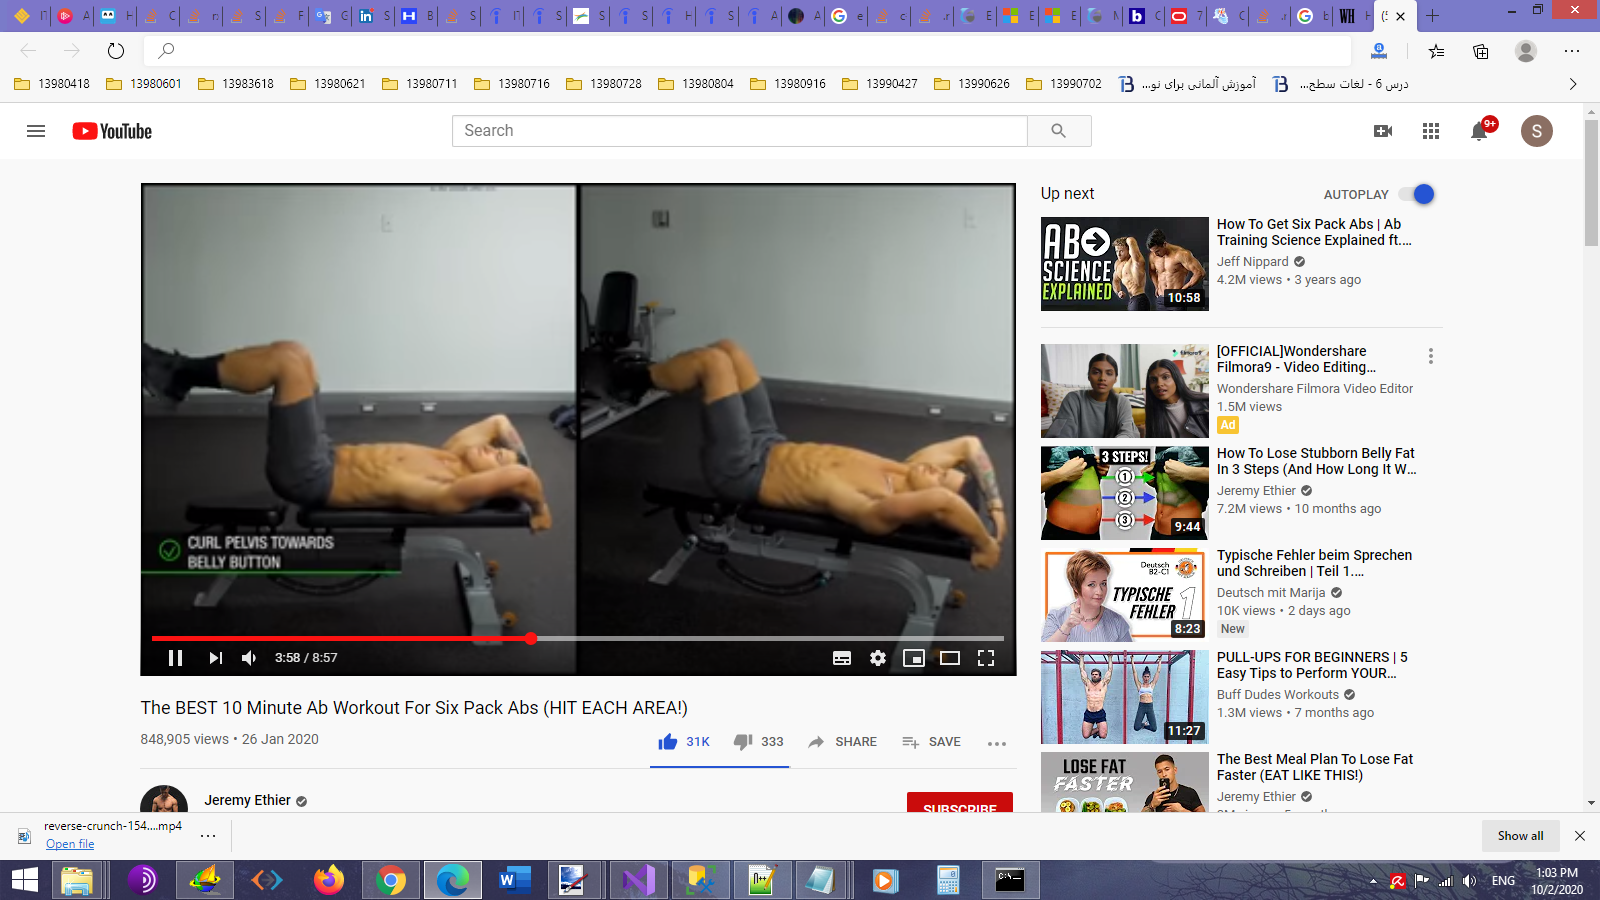 13980418
13980601
13983618
13980621
13980711
13980716
13980728
13980804
13980916
13990427
13990626
13990702
آموزش آلمانی برای نو...
درس 6 - لغات سطح...
YouTube
Search
9+
S
CURL PELVIS TOWARDS
BELLY BUTTON
3:58 / 8:57
The BEST 10 Minute Ab Workout For Six Pack Abs (HIT EACH AREA!)
848,905 views • 26 Jan 2020
31K
333
SHARE
SAVE
Jeremy Ethier
SUBSCRIBE
Up next
AUTOPLAY
AB
SCIENCE
EXPLAINED
10:58
How To Get Six Pack Abs | Ab
Training Science Explained ft....
Jeff Nippard
4.2M views • 3 years ago
filmora9
[OFFICIAL]Wondershare
Filmora9 - Video Editing...
Wondershare Filmora Video Editor
1.5M views
Ad
3 STEPS!
1
2
3
9:44
How To Lose Stubborn Belly Fat
In 3 Steps (And How Long It W...
Jeremy Ethier
7.2M views • 10 months ago
Deutsch
B2-C1
TYPISCHE
FEHLER
1
8:23
Typische Fehler beim Sprechen
und Schreiben | Teil 1....
Deutsch mit Marija
10K views • 2 days ago
New
11:27
PULL-UPS FOR BEGINNERS | 5
Easy Tips to Perform YOUR...
Buff Dudes Workouts
1.3M views • 7 months ago
LOSE FAT
FASTER
The Best Meal Plan To Lose Fat
Faster (EAT LIKE THIS!)
Jeremy Ethier
reverse-crunch-154....mp4
Open file
Show all
ENG
1:03 PM
10/2/2020